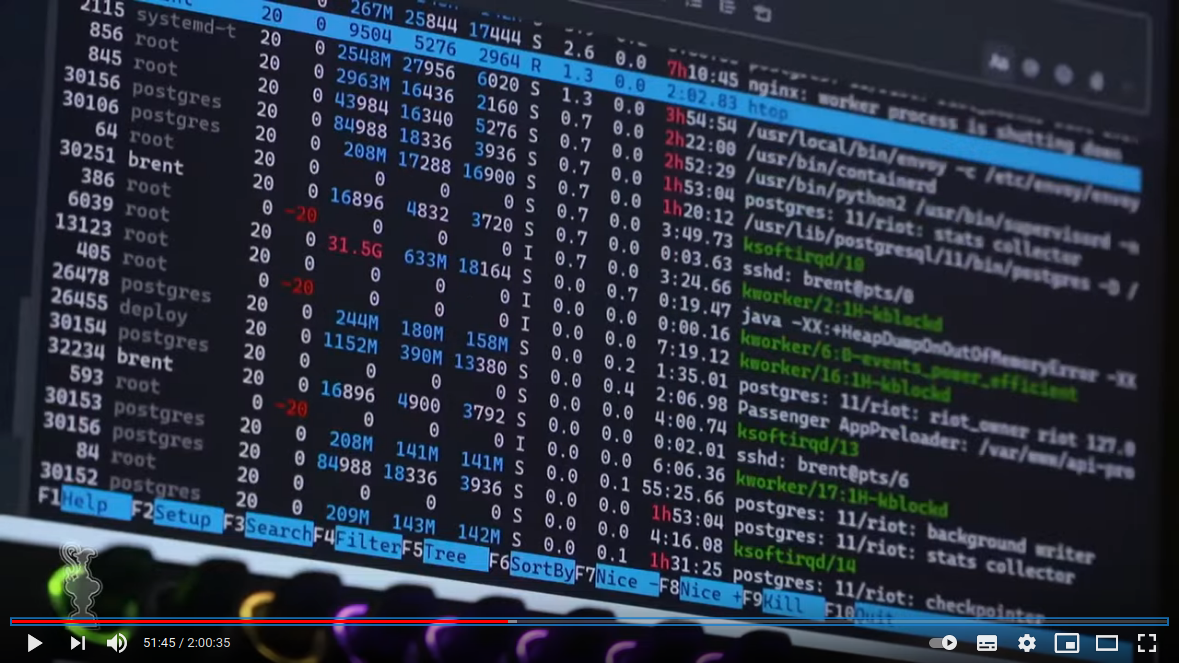 2115 systemd-t 20 0 2548M 27956 6020 S 1.3 0.0 3h54:54 /usr/local/bin/envoy -c /etc/envoy/envoy
20 0 9504 5276 2964 R 1.3 0.0 2:02.83 htop
267M 25844 17444 S 2.6 0.0 7h10:45 nginx: worker process is shutting down
856 root 20 0 2963M 16436 2160 S 0.7 0.0 2h22:00 /usr/bin/containerd
845 root 20 0 43984 16340 5276 S 0.7 0.0 2h52:29 /usr/bin/python2 /usr/bin/supervisord -n
30156 postgres 20 0 84988 18336 3936 S 0.7 0.0 1h53:04 postgres: 11/riot: stats collector
30106 postgres 20 0 208M 17288 16900 S 0.7 0.0 1h20:12 /usr/lib/postgresql/11/bin/postgres -D /
64 root 20 0 0 0 0 S 0.7 0.0 3:49.73 ksoftirqd/10
30251 brent 20 0 16896 4832 3720 S 0.7 0.0 0:03.63 sshd: brent@pts/0
386 root 0 -20 0 0 0 I 0.7 0.0 3:24.66 kworker/2:1H-kblockd
6039 root 20 0 31.5G 633M 18164 S 0.0 0.7 0:19.47 java -XX:+HeapDumpOnOutOfMemoryError -XX
13123 root 20 0 0 0 0 I 0.0 0.0 0:00.16 kworker/6:0-events_power_efficient
405 root 0 -20 0 0 0 I 0.0 0.0 7:19.12 kworker/16:1H-kblockd
26478 postgres 20 0 244M 180M 158M S 0.0 0.2 1:35.01 postgres: 11/riot: riot_owner riot 127.0
26455 deploy 20 0 1152M 390M 13380 S 0.0 0.4 2:06.98 Passenger AppPreloader: /var/www/api-pro
30154 postgres 20 0 0 0 0 S 0.0 0.0 4:00.74 ksoftirqd/13
32234 brent 20 0 16896 4900 3792 S 0.0 0.0 0:02.01 sshd: brent@pts/6
593 root 0 -20 0 0 0 I 0.0 0.0 6:06.36 kworker/17:1H-kblockd
30153 postgres 20 0 208M 141M 141M S 0.0 0.1 55:25.66 postgres: 11/riot: background writer
30156 postgres 20 0 84988 18336 3936 S 0.0 0.0 1h53:04 postgres: 11/riot: stats collector
84 root 20 0 0 0 0 S 0.0 0.0 4:16.08 ksoftirqd/14
30152 postgres 20 0 209M 143M 142M S 0.0 0.1 1h31:25 postgres: 11/riot: checkpointer
F1Help F2Setup F3Search F4Filter F5Tree F6SortBy F7Nice - F8Nice + F9Kill F10Quit
51:45 / 2:00:35